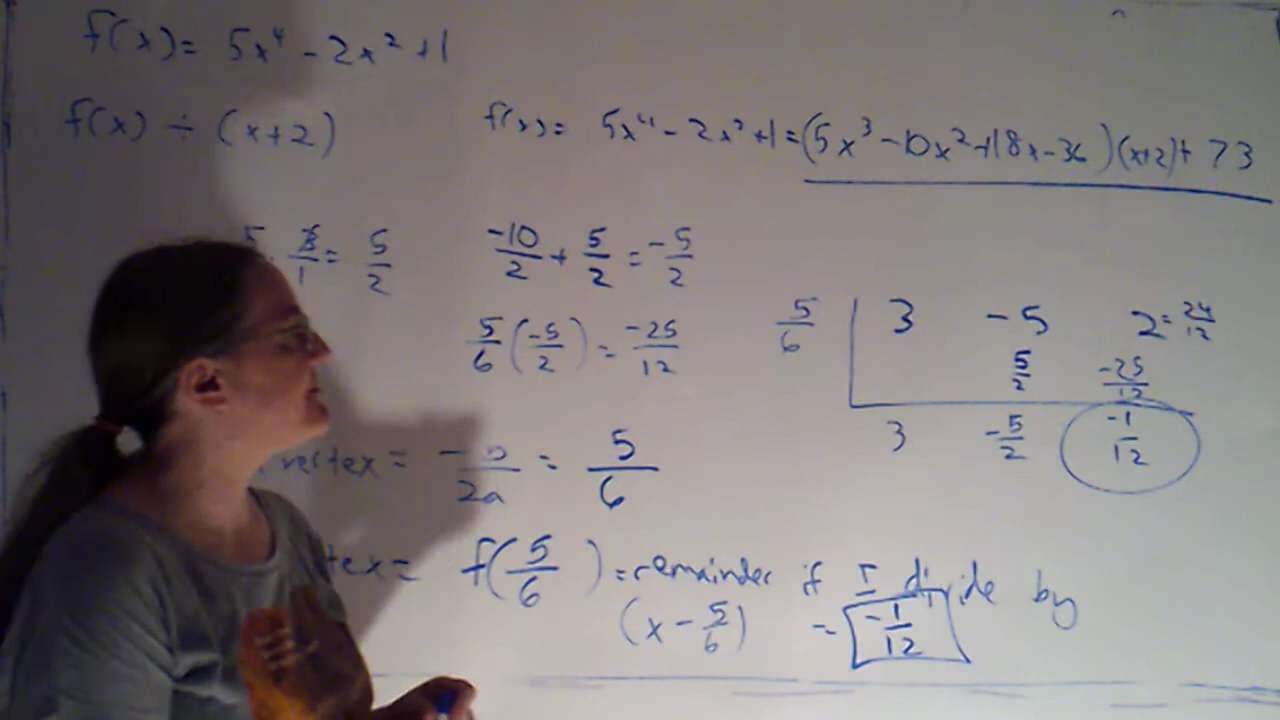 f(x) = 5x⁴ - 2x² + 1
f(x) ÷ (x+2)
f(x) = 5x⁴ - 2x² + 1 = (5x³ - 10x² + 18x - 36)(x+2) + 73
5/ · 3/1 = 5/2
-10/2 + 5/2 = -5/2
5/6 (-5/2) = -25/12
5/6 | 3 -5 2 = 24/12
5/2 -25/12
3 -5/2 -1/12
vertex = -b/2a = 5/6
tex = f(5/6) = remainder if I divide by
(x - 5/6) = -1/12